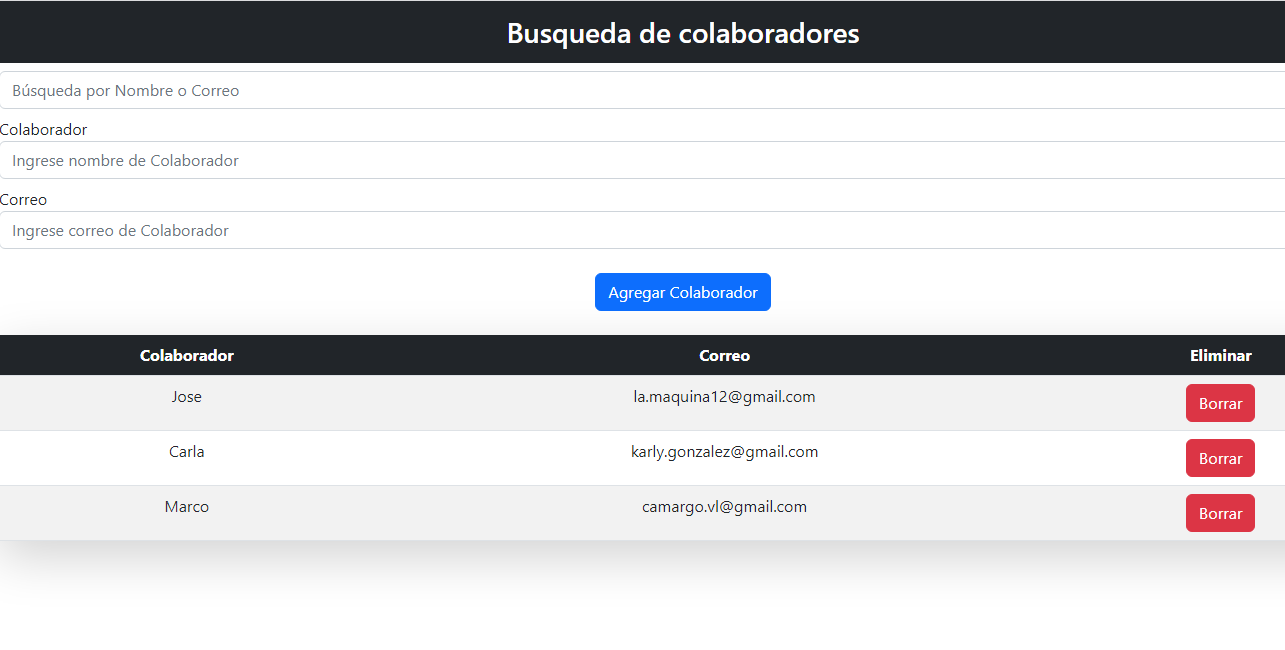 Busqueda de colaboradores
Búsqueda por Nombre o Correo
Colaborador
Ingrese nombre de Colaborador
Correo
Ingrese correo de Colaborador
Agregar Colaborador
Colaborador Correo Eliminar
Jose la.maquina12@gmail.com Borrar
Carla karly.gonzalez@gmail.com Borrar
Marco camargo.vl@gmail.com Borrar